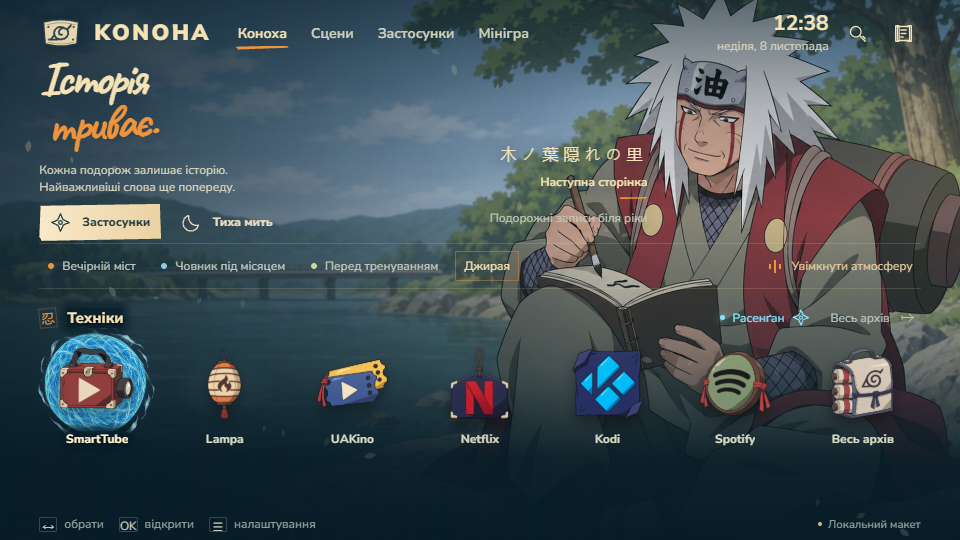 KONOHA
Коноха
Сцени
Застосунки
Мінігра
12:38
неділя, 8 листопада
油
Історія
триває.
木ノ葉隠れの里
Наступна сторінка
Кожна подорож залишає історію.
Найважливіші слова ще попереду.
Подорожні записи біля ріки
Застосунки
Тиха мить
Вечірній міст
Човник під місяцем
Перед тренуванням
Джирая
Увімкнути атмосферу
忍 Техніки
Расенґан
Весь архів
N
SmartTube
Lampa
UAKino
Netflix
Kodi
Spotify
Весь архів
обрати
OK відкрити
налаштування
Локальний макет